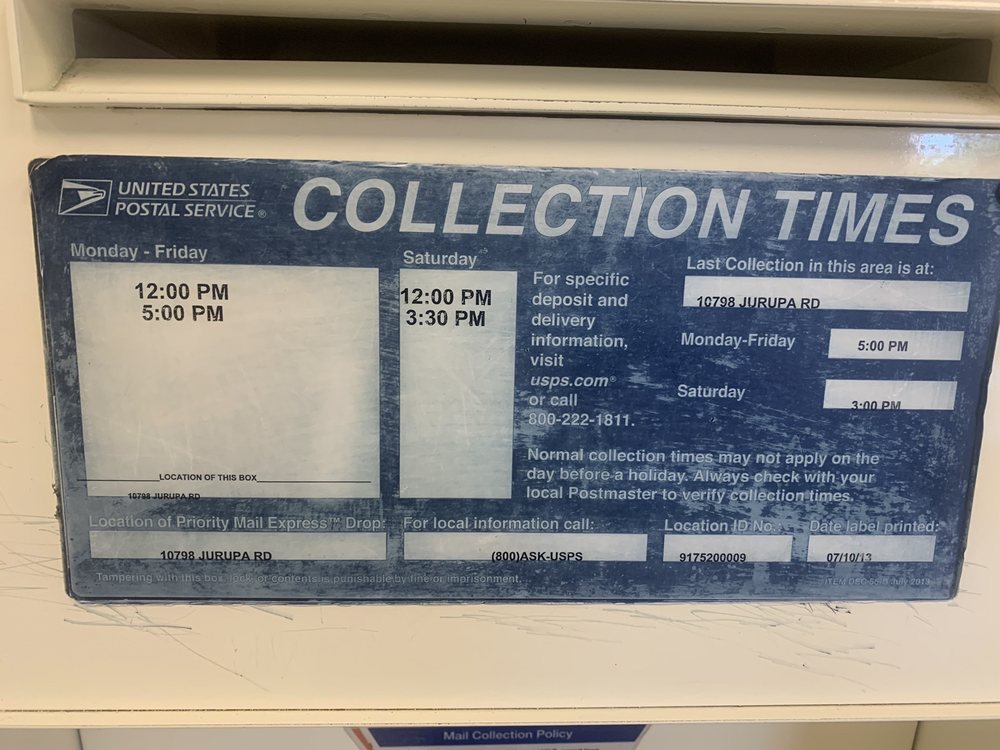 UNITED STATES
POSTAL SERVICE®
COLLECTION TIMES
Monday - Friday
12:00 PM
5:00 PM
LOCATION OF THIS BOX
10798 JURUPA RD
Saturday
12:00 PM
3:30 PM
For specific
deposit and
delivery
information,
visit
usps.com®
or call
800-222-1811.
Last Collection in this area is at:
10798 JURUPA RD
Monday-Friday
5:00 PM
Saturday
3:00 PM
Normal collection times may not apply on the
day before a holiday. Always check with your
local Postmaster to verify collection times.
Location of Priority Mail Express™ Drop:
10798 JURUPA RD
For local information call:
(800)ASK-USPS
Location ID No.:
9175200009
Date label printed:
07/10/13
Tampering with this box, lock or contents is punishable by fine or imprisonment.
ITEM DEC 55-B July 2013
Mail Collection Policy